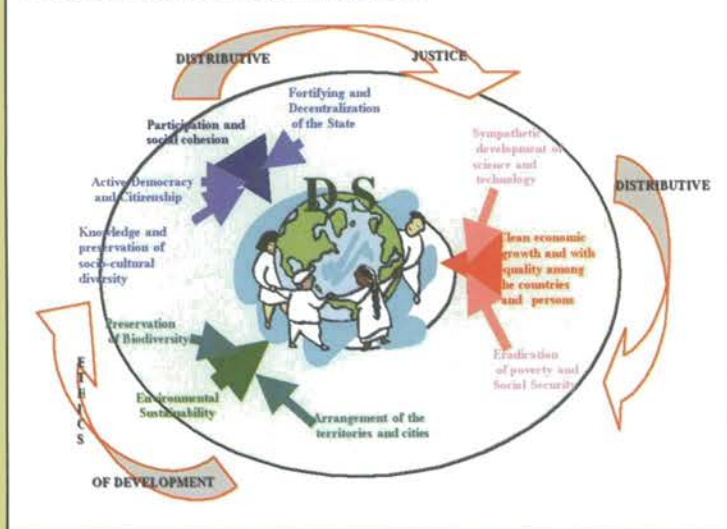 DISTRIBUTIVE
JUSTICE
Fortifying and
Decentralization
of the State
Participation and
social cohesion
Active Democracy
and Citizenship
Knowledge and
preservation of
socio-cultural
diversity
D S
Sympathetic
development of
science and
technology
DISTRIBUTIVE
Clean economic
growth and with
equality among
the countries
and persons
Eradication
of poverty and
Social Security
Preservation
of Biodiversity
Environmental
Sustainability
Arrangement of the
territories and cities
ETHICS
OF DEVELOPMENT